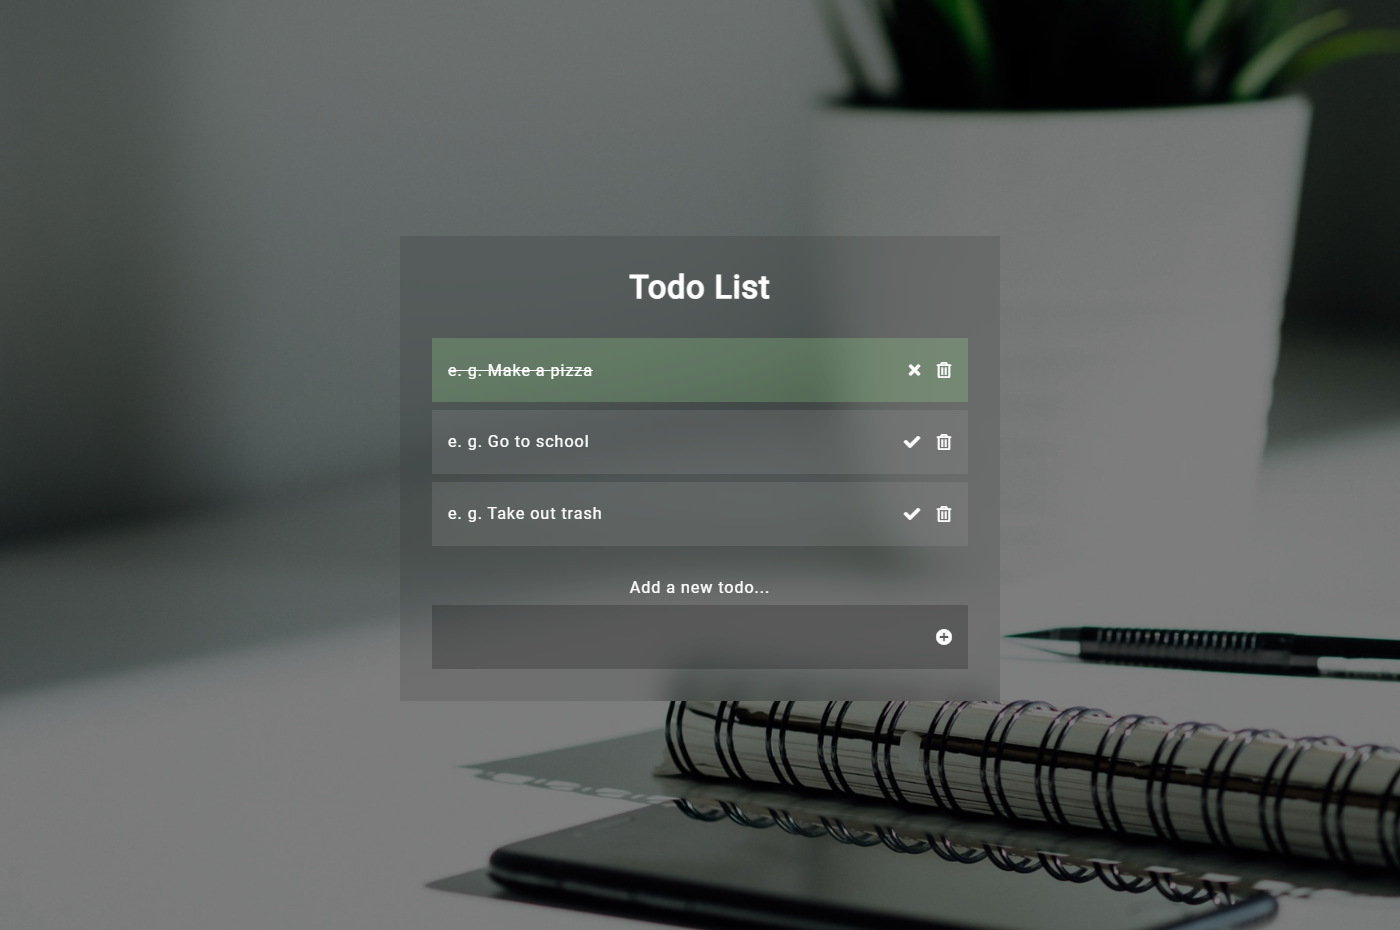 Todo List
e. g. Make a pizza
e. g. Go to school
e. g. Take out trash
Add a new todo...